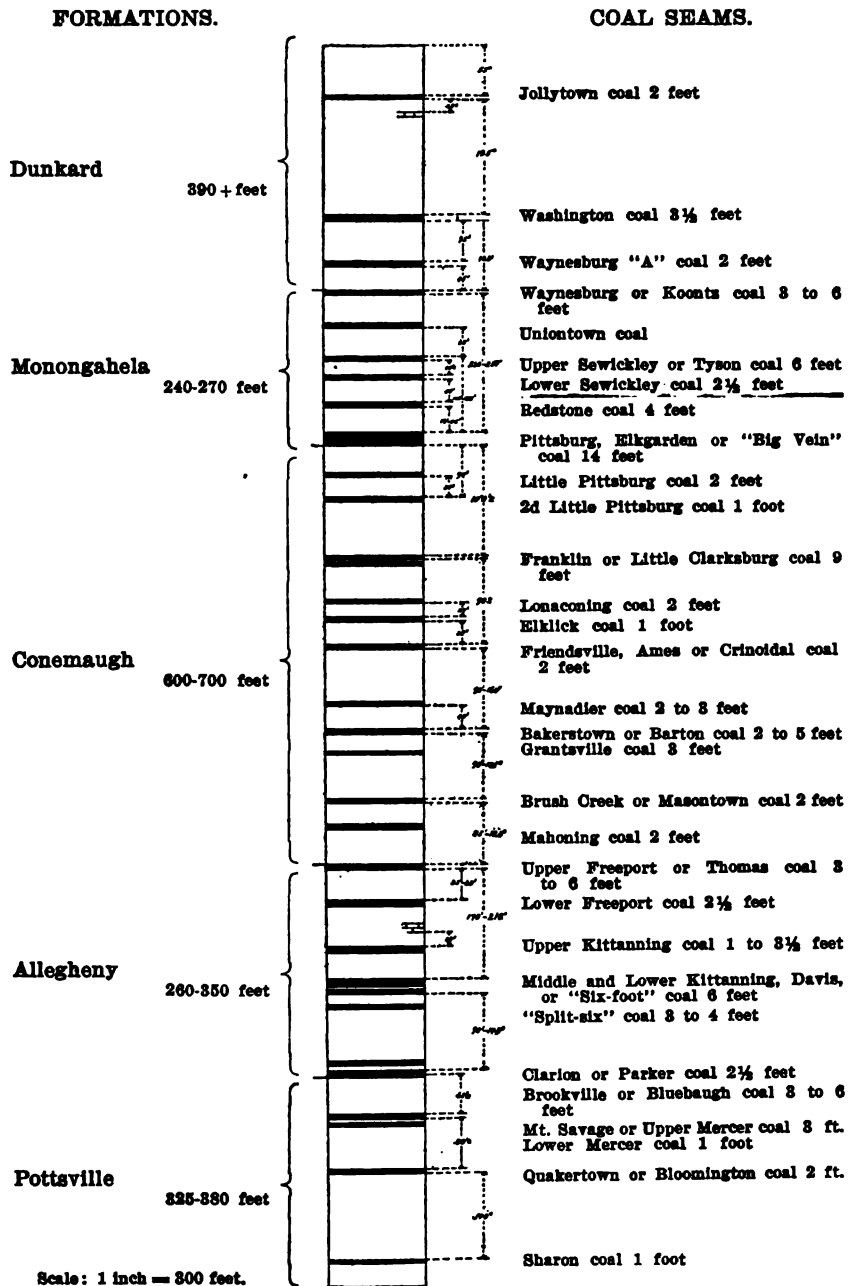 FORMATIONS.
COAL SEAMS.
Jollytown coal 2 feet
Dunkard
390 + feet
Washington coal 3½ feet
Waynesburg "A" coal 2 feet
Waynesburg or Koontz coal 3 to 6
feet
Uniontown coal
Monongahela
240-270 feet
Upper Sewickley or Tyson coal 6 feet
Lower Sewickley coal 2½ feet
Redstone coal 4 feet
Pittsburg, Elkgarden or "Big Vein"
coal 14 feet
Little Pittsburg coal 2 feet
2d Little Pittsburg coal 1 foot
Franklin or Little Clarksburg coal 9
feet
Lonaconing coal 2 feet
Elklick coal 1 foot
Conemaugh
600-700 feet
Friendsville, Ames or Crinoidal coal
2 feet
Maynadier coal 2 to 3 feet
Bakerstown or Barton coal 2 to 5 feet
Grantsville coal 3 feet
Brush Creek or Masontown coal 2 feet
Mahoning coal 2 feet
Upper Freeport or Thomas coal 3
to 6 feet
Lower Freeport coal 2½ feet
Upper Kittanning coal 1 to 3½ feet
Allegheny
260-350 feet
Middle and Lower Kittanning, Davis,
or "Six-foot" coal 6 feet
"Split-six" coal 3 to 4 feet
Clarion or Parker coal 2½ feet
Brookville or Bluebaugh coal 3 to 6
feet
Mt. Savage or Upper Mercer coal 3 ft.
Lower Mercer coal 1 foot
Quakertown or Bloomington coal 2 ft.
Pottsville
325-380 feet
Sharon coal 1 foot
Scale: 1 inch = 300 feet.